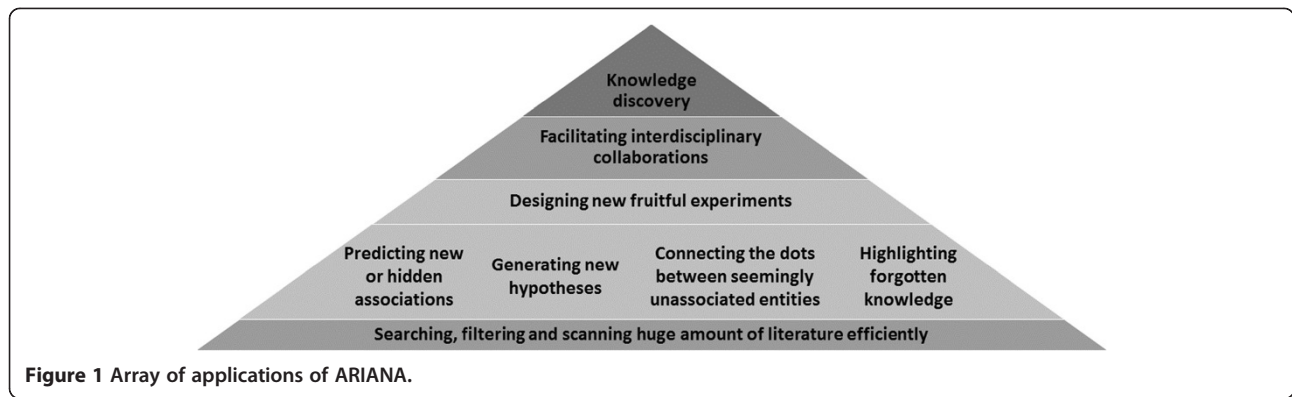 Knowledge
discovery
Facilitating interdisciplinary
collaborations
Designing new fruitful experiments
Predicting new
or hidden
associations
Generating new
hypotheses
Connecting the dots
between seemingly
unassociated entities
Highlighting
forgotten
knowledge
Searching, filtering and scanning huge amount of literature efficiently
Figure 1 Array of applications of ARIANA.